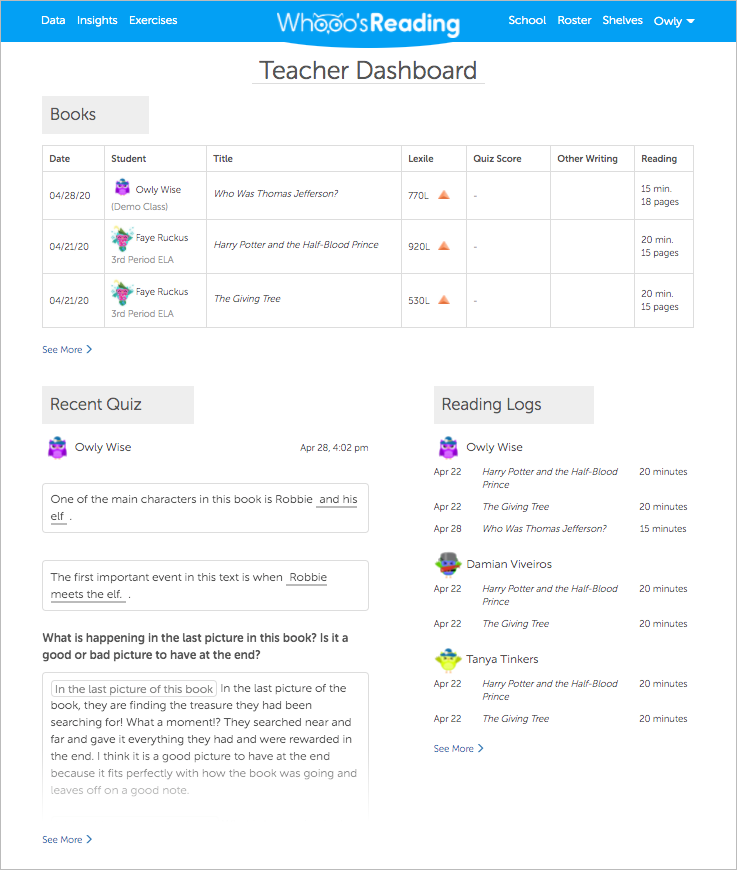 Data Insights Exercises
Whooo'sReading
School Roster Shelves Owly
Teacher Dashboard
Books
Date Student Title Lexile Quiz Score Other Writing Reading
04/28/20 Owly Wise (Demo Class) Who Was Thomas Jefferson? 770L - 15 min. 18 pages
04/21/20 Faye Ruckus 3rd Period ELA Harry Potter and the Half-Blood Prince 920L - 20 min. 15 pages
04/21/20 Faye Ruckus 3rd Period ELA The Giving Tree 530L - 20 min. 15 pages
See More
Recent Quiz
Owly Wise Apr 28, 4:02 pm
One of the main characters in this book is Robbie and his
elf .
The first important event in this text is when Robbie
meets the elf. .
What is happening in the last picture in this book? Is it a
good or bad picture to have at the end?
In the last picture of this book In the last picture of the
book, they are finding the treasure they had been
searching for! What a moment!? They searched near and
far and gave it everything they had and were rewarded in
the end. I think it is a good picture to have at the end
because it fits perfectly with how the book was going and
leaves off on a good note.
See More
Reading Logs
Owly Wise
Apr 22 Harry Potter and the Half-Blood Prince 20 minutes
Apr 22 The Giving Tree 20 minutes
Apr 28 Who Was Thomas Jefferson? 15 minutes
Damian Viveiros
Apr 22 Harry Potter and the Half-Blood Prince 20 minutes
Apr 22 The Giving Tree 20 minutes
Tanya Tinkers
Apr 22 Harry Potter and the Half-Blood Prince 20 minutes
Apr 22 The Giving Tree 20 minutes
See More